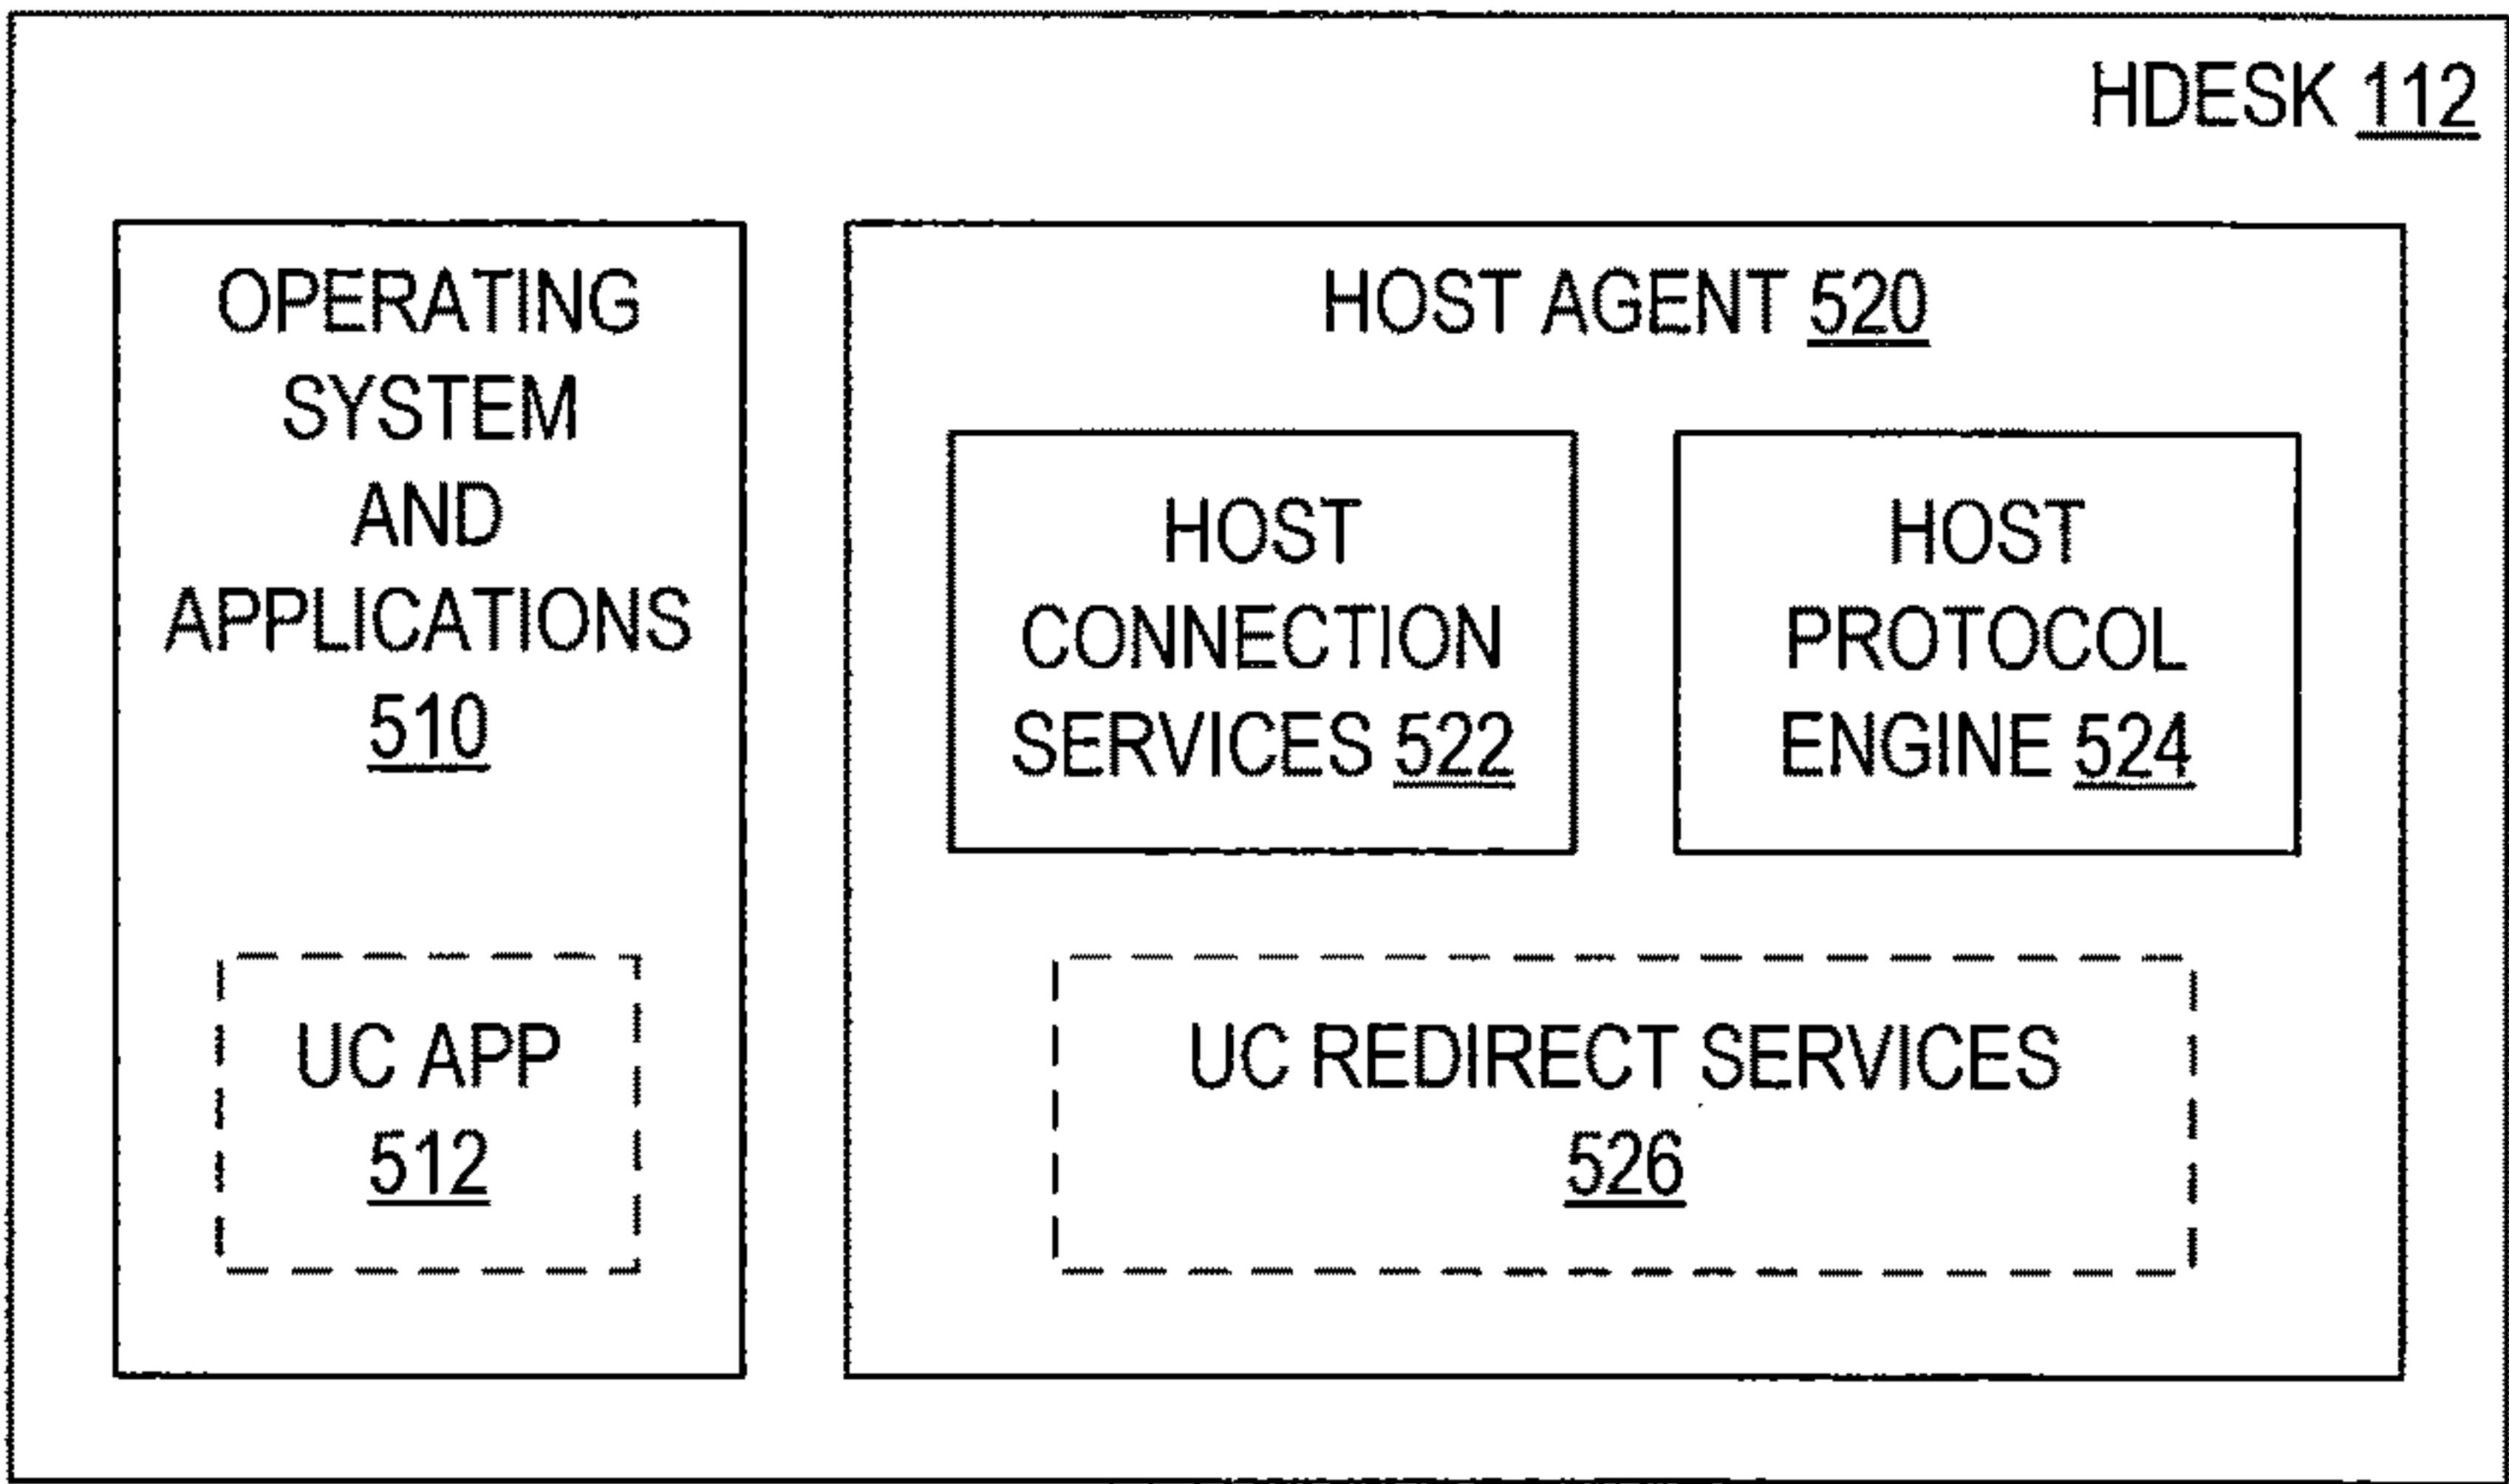 HDESK 112
OPERATING
SYSTEM
AND
APPLICATIONS
510
UC APP
512
HOST AGENT 520
HOST
CONNECTION
SERVICES 522
HOST
PROTOCOL
ENGINE 524
UC REDIRECT SERVICES
526